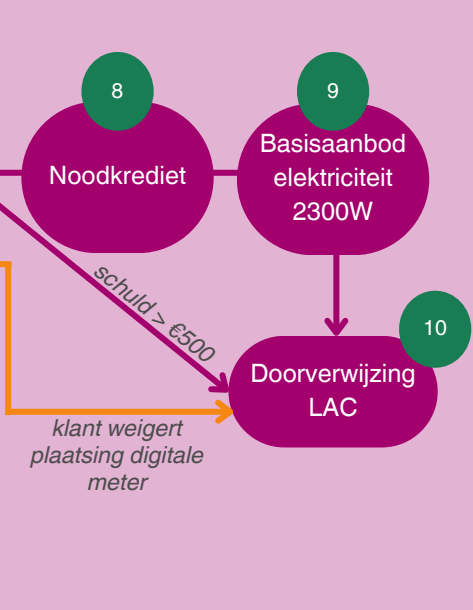 8
Noodkrediet
9
Basisaanbod
elektriciteit
2300W
schuld > €500
10
Doorverwijzing
LAC
klant weigert
plaatsing digitale
meter